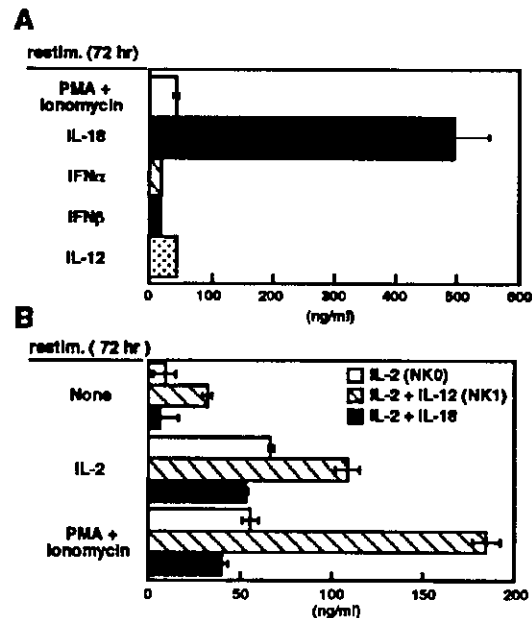 A
restim. (72 hr)
PMA +
Ionomycin
IL-18
IFNα
IFNβ
IL-12
0 100 200 300 400 500 600
(ng/ml)
B
restim. ( 72 hr)
None
IL-2
PMA +
Ionomycin
IL-2 (NK0)
IL-2 + IL-12 (NK1)
IL-2 + IL-18
0 50 100 150 200
(ng/ml)